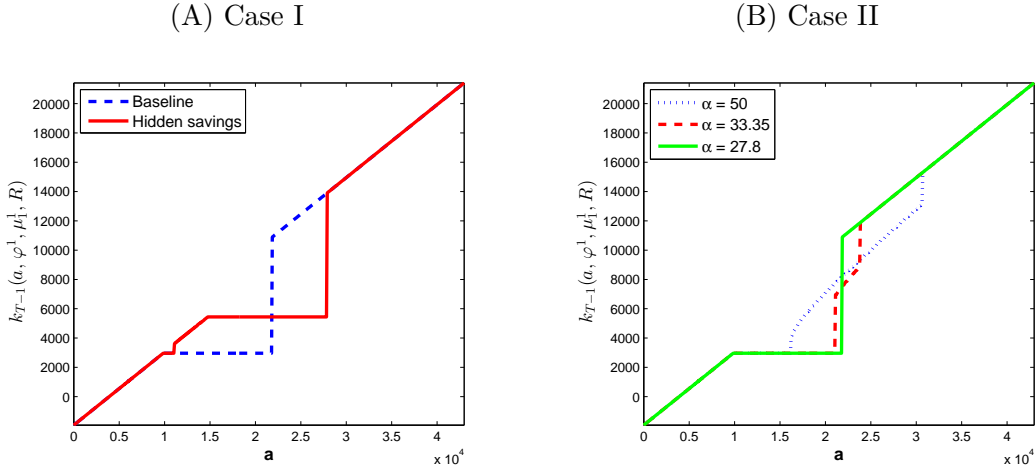 (A) Case I
(B) Case II
k_{T−1}(a, φ^1, μ_1^1, R)
20000
18000
16000
14000
12000
10000
8000
6000
4000
2000
0
Baseline
Hidden savings
0 0.5 1 1.5 2 2.5 3 3.5 4
x 10^4
a
k_{T−1}(a, φ^1, μ_1^1, R)
20000
18000
16000
14000
12000
10000
8000
6000
4000
2000
0
α = 50
α = 33.35
α = 27.8
0 0.5 1 1.5 2 2.5 3 3.5 4
x 10^4
a